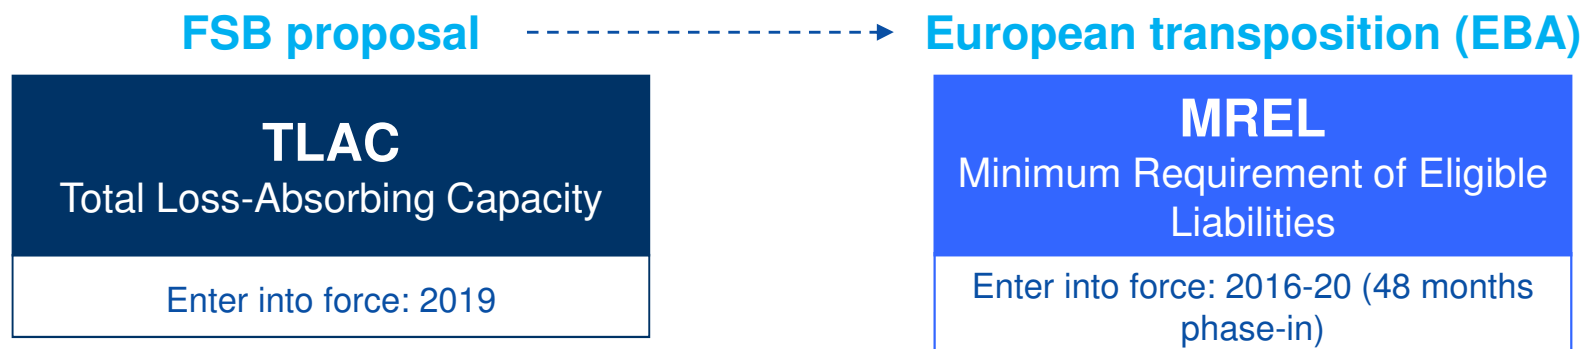 FSB proposal
European transposition (EBA)
TLAC
Total Loss-Absorbing Capacity
Enter into force: 2019
MREL
Minimum Requirement of Eligible
Liabilities
Enter into force: 2016-20 (48 months
phase-in)